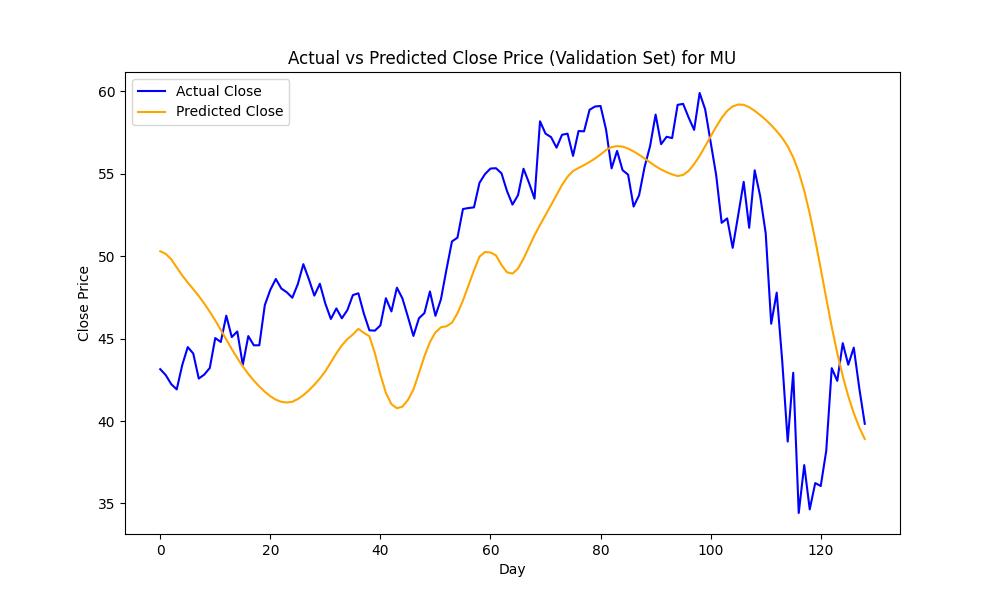 Actual vs Predicted Close Price (Validation Set) for MU
Actual Close
Predicted Close
60
55
50
45
40
35
Close Price
0 20 40 60 80 100 120
Day